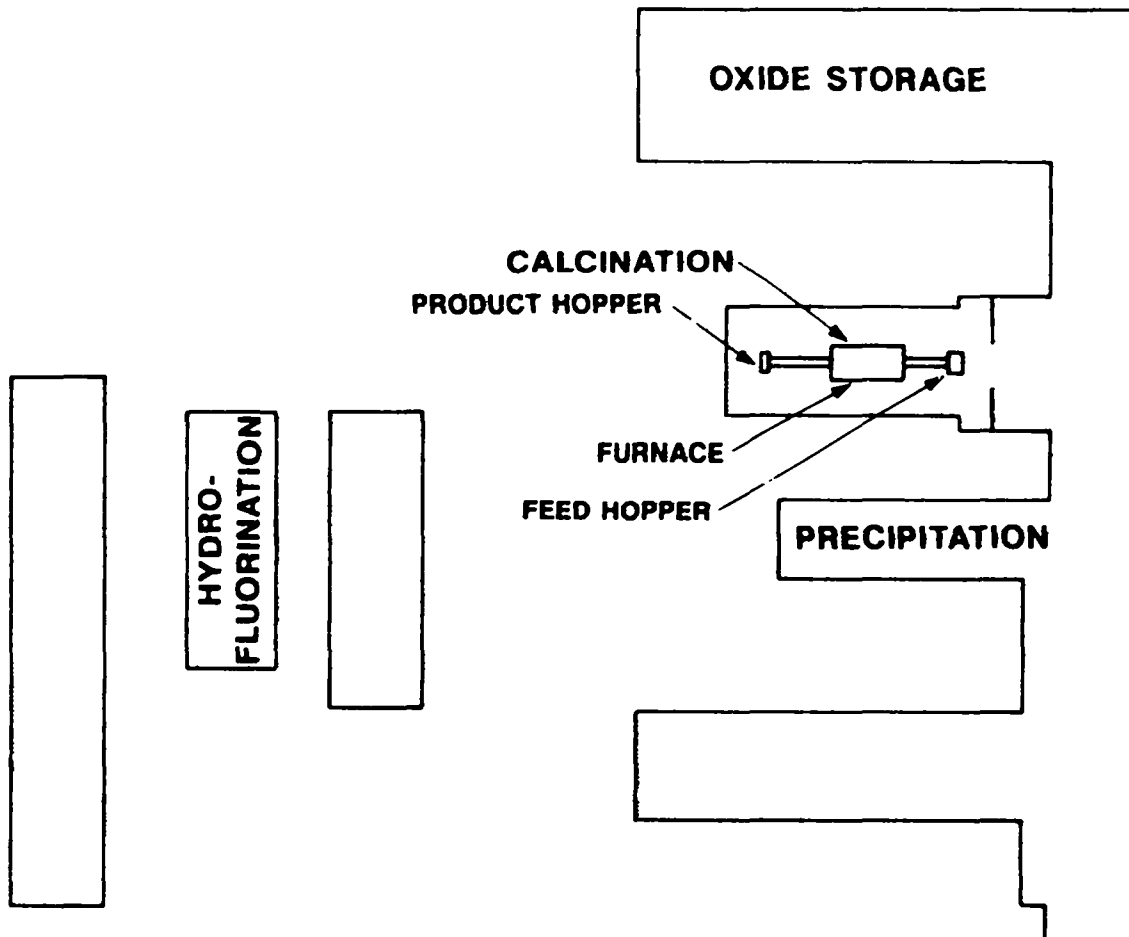 OXIDE STORAGE
CALCINATION
PRODUCT HOPPER
FURNACE
FEED HOPPER
PRECIPITATION
HYDRO-
FLUORINATION